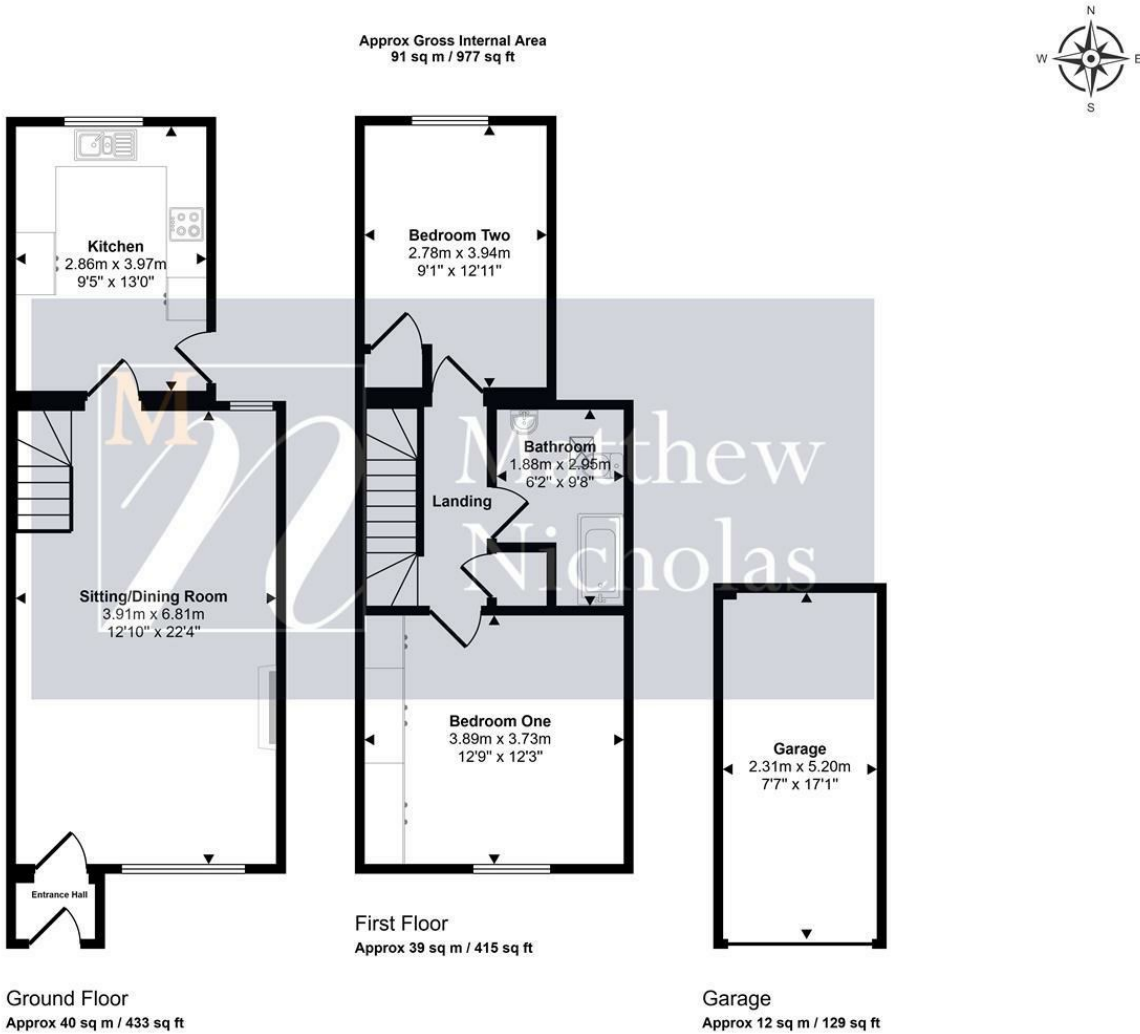 Approx Gross Internal Area
91 sq m / 977 sq ft
N
W
E
S
Kitchen
2.86m x 3.97m
9'5" x 13'0"
Bedroom Two
2.78m x 3.94m
9'1" x 12'11"
M
Matthew
Nicholas
Bathroom
1.88m x 2.95m
6'2" x 9'8"
Landing
Sitting/Dining Room
3.91m x 6.81m
12'10" x 22'4"
Bedroom One
3.89m x 3.73m
12'9" x 12'3"
Garage
2.31m x 5.20m
7'7" x 17'1"
Entrance Hall
First Floor
Approx 39 sq m / 415 sq ft
Ground Floor
Approx 40 sq m / 433 sq ft
Garage
Approx 12 sq m / 129 sq ft